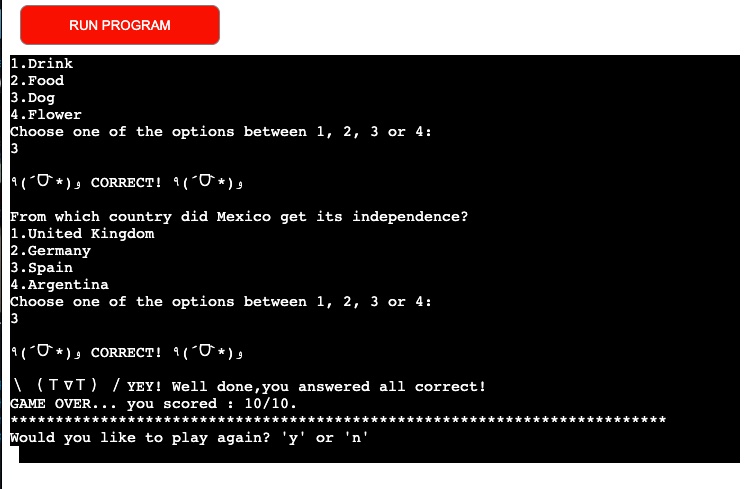 RUN PROGRAM
1.Drink
2.Food
3.Dog
4.Flower
Choose one of the options between 1, 2, 3 or 4:
3
٩(ˊᗜˋ*)و CORRECT! ٩(ˊᗜˋ*)و
From which country did Mexico get its independence?
1.United Kingdom
2.Germany
3.Spain
4.Argentina
Choose one of the options between 1, 2, 3 or 4:
3
٩(ˊᗜˋ*)و CORRECT! ٩(ˊᗜˋ*)و
\ (T∇T) / YEY! Well done,you answered all correct!
GAME OVER... you scored : 10/10.
*************************************************************************
Would you like to play again? 'y' or 'n'